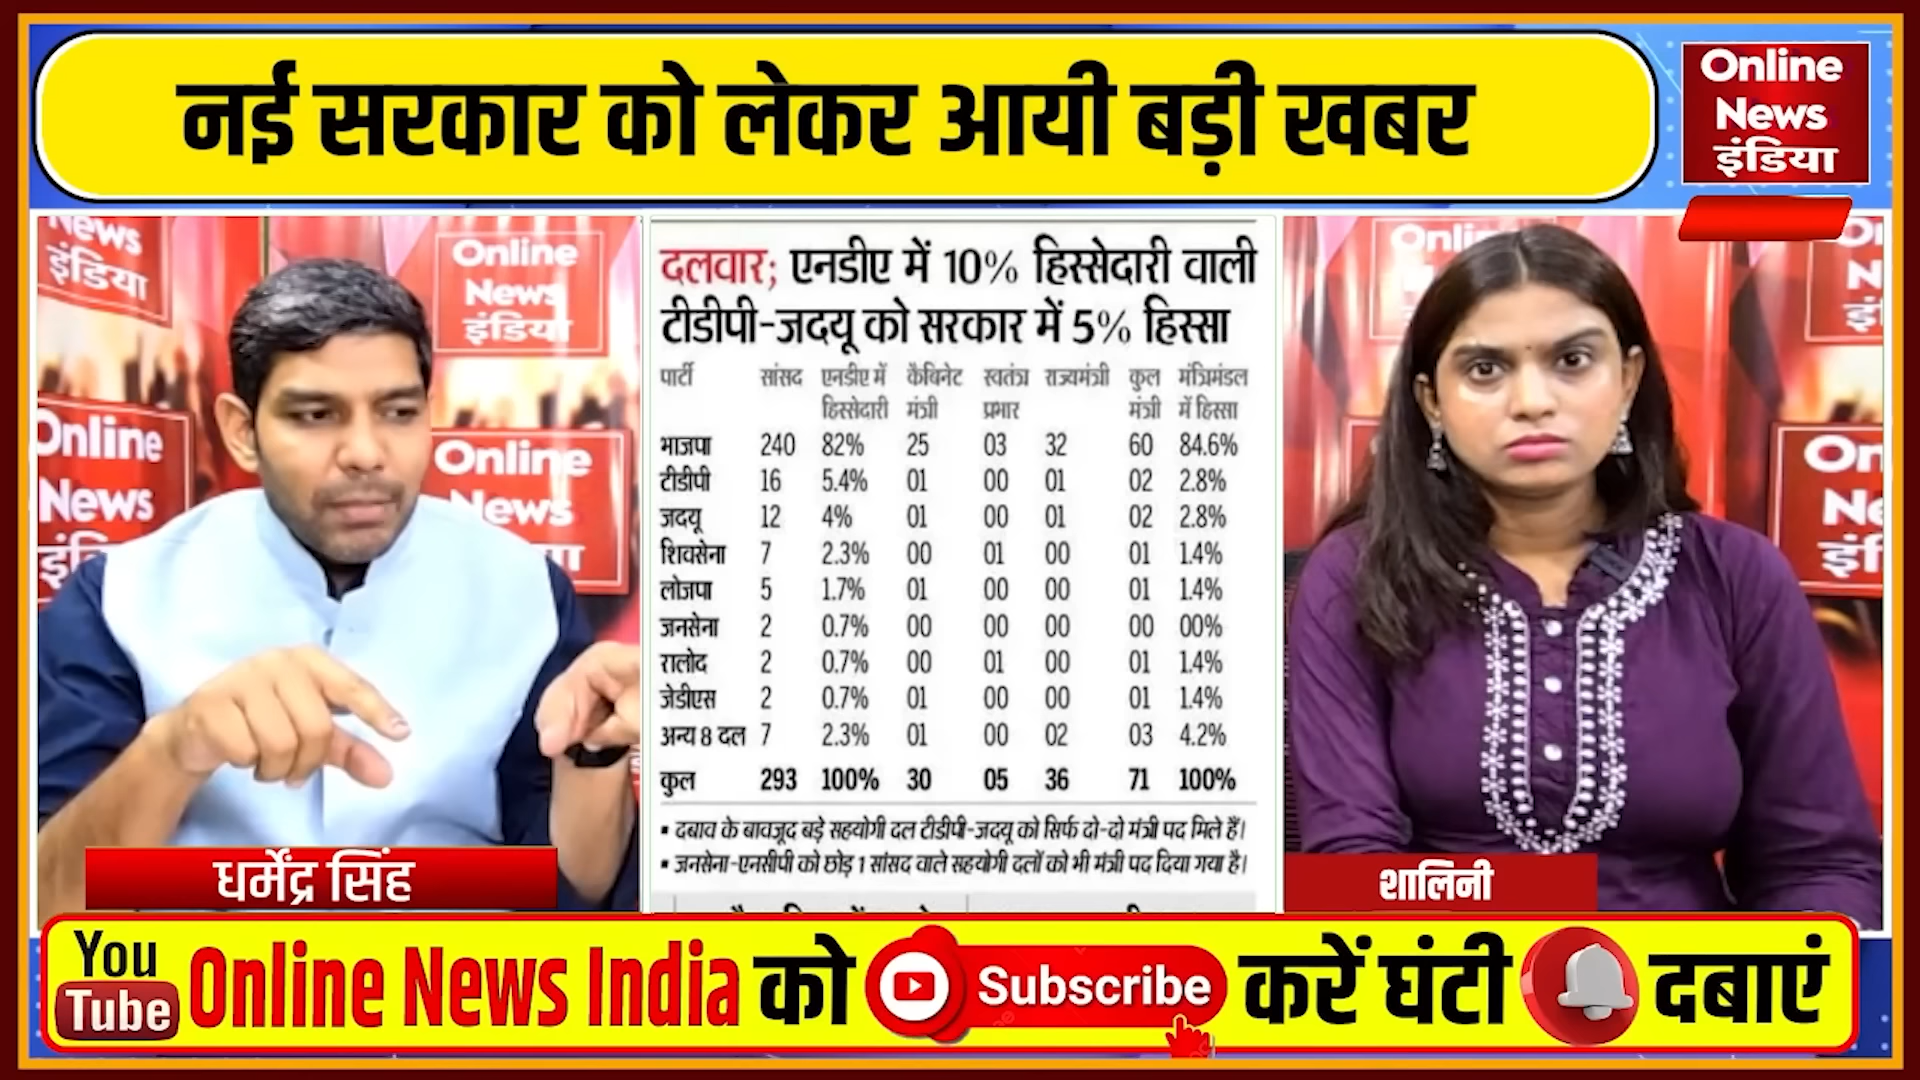 नई सरकार को लेकर आयी बड़ी खबर
Online
News
इंडिया
News
इंडिया
Online
News
इंडिया
Online
News
Online
News
दलवार; एनडीए में 10% हिस्सेदारी वाली
टीडीपी-जदयू को सरकार में 5% हिस्सा
पार्टी सांसद एनडीए में हिस्सेदारी कैबिनेट मंत्री स्वतंत्र प्रभार राज्यमंत्री कुल मंत्री मंत्रिमंडल में हिस्सा
भाजपा 240 82% 25 03 32 60 84.6%
टीडीपी 16 5.4% 01 00 01 02 2.8%
जदयू 12 4% 01 00 01 02 2.8%
शिवसेना 7 2.3% 00 01 00 01 1.4%
लोजपा 5 1.7% 01 00 00 01 1.4%
जनसेना 2 0.7% 00 00 00 00 00%
रालोद 2 0.7% 00 01 00 01 1.4%
जेडीएस 2 0.7% 01 00 00 01 1.4%
अन्य 8 दल 7 2.3% 01 00 02 03 4.2%
कुल 293 100% 30 05 36 71 100%
▪ दबाव के बावजूद बड़े सहयोगी दल टीडीपी-जदयू को सिर्फ दो-दो मंत्री पद मिले हैं।
▪ जनसेना-एनसीपी को छोड़ 1 सांसद वाले सहयोगी दलों को भी मंत्री पद दिया गया है।
धर्मेंद्र सिंह
शालिनी
You
Tube
Online News India को Subscribe करें घंटी दबाएं